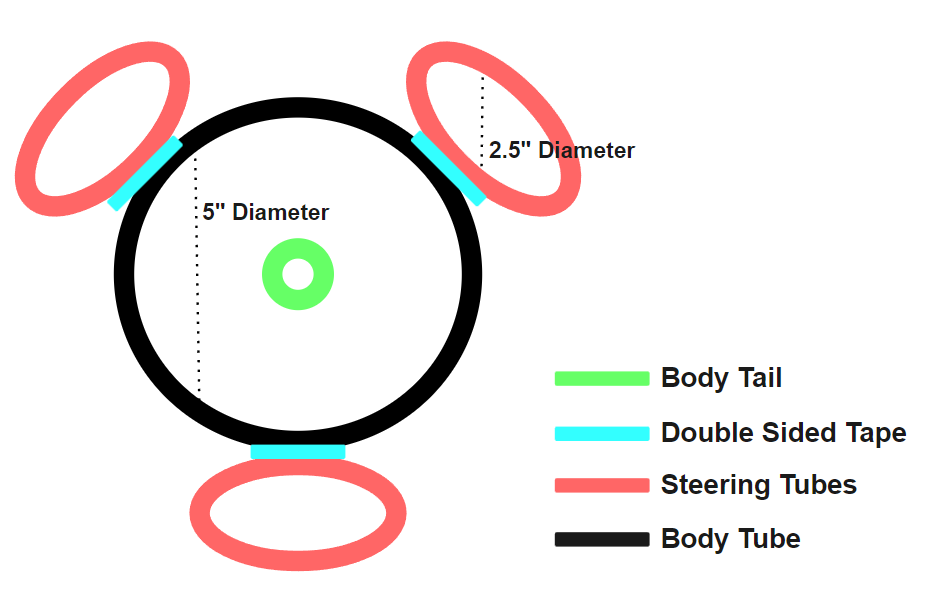 2.5" Diameter
5" Diameter
Body Tail
Double Sided Tape
Steering Tubes
Body Tube